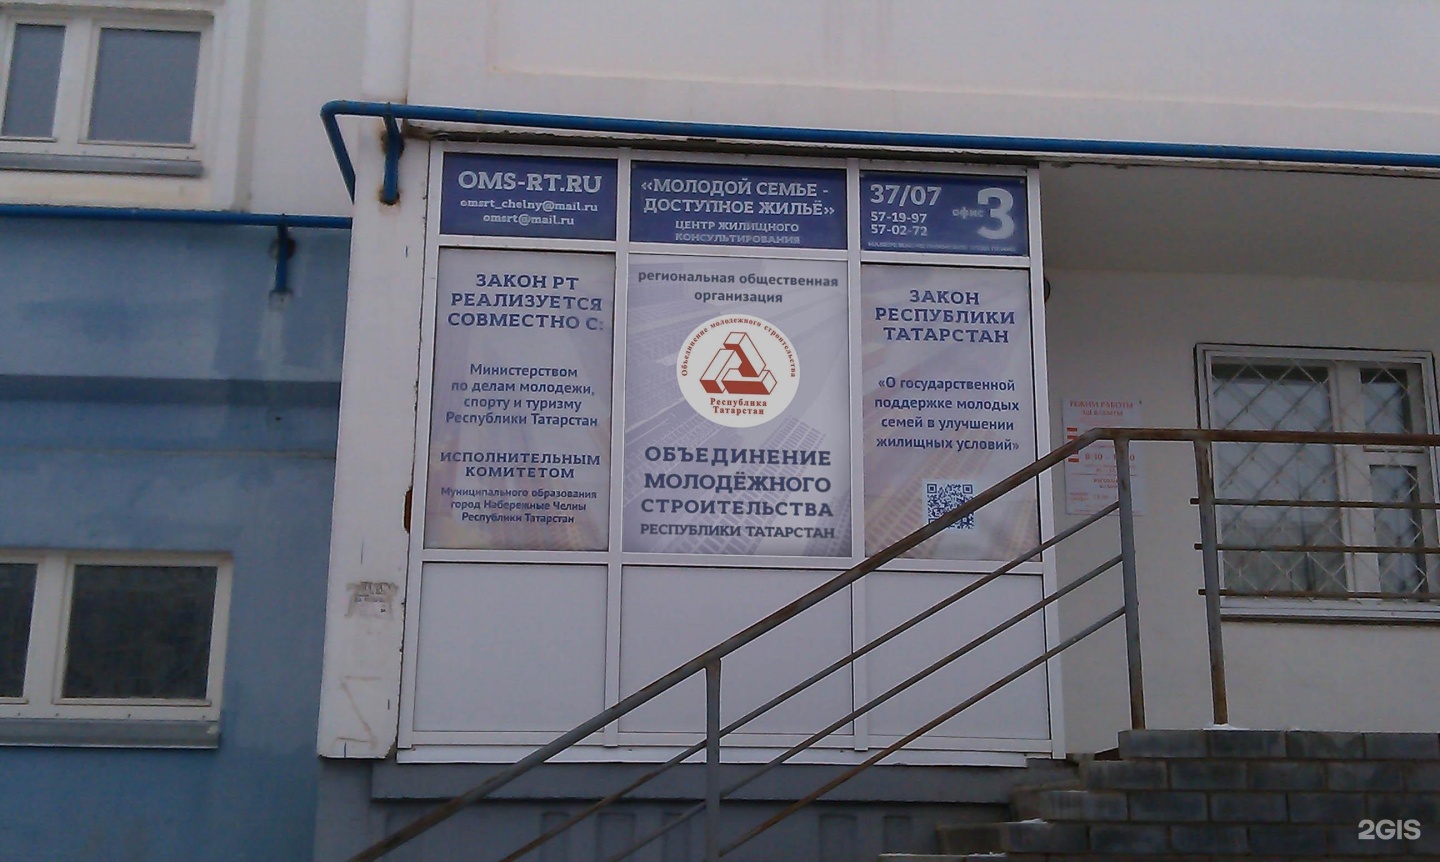 OMS-RT.RU
omsrt_chelny@mail.ru
omsrt@mail.ru
«МОЛОДОЙ СЕМЬЕ -
ДОСТУПНОЕ ЖИЛЬЁ»
ЦЕНТР ЖИЛИЩНОГО
КОНСУЛЬТИРОВАНИЯ
37/07
57-19-97
57-02-72
офис 3
ЗАКОН РТ
РЕАЛИЗУЕТСЯ
СОВМЕСТНО С:
Министерством
по делам молодежи,
спорту и туризму
Республики Татарстан
ИСПОЛНИТЕЛЬНЫМ
КОМИТЕТОМ
Муниципального образования
город Набережные Челны
Республики Татарстан
региональная общественная
организация
Объединение молодежного строительства
Республика
Татарстан
ОБЪЕДИНЕНИЕ
МОЛОДЁЖНОГО
СТРОИТЕЛЬСТВА
РЕСПУБЛИКИ ТАТАРСТАН
ЗАКОН
РЕСПУБЛИКИ
ТАТАРСТАН
«О государственной
поддержке молодых
семей в улучшении
жилищных условий»
РЕЖИМ РАБОТЫ
2GIS